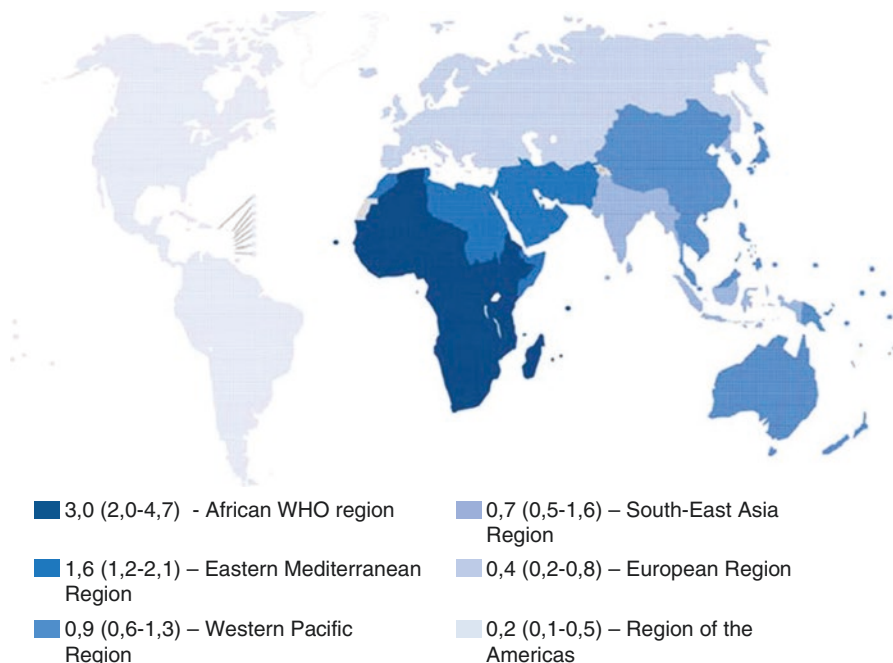 3,0 (2,0-4,7) - African WHO region
1,6 (1,2-2,1) – Eastern Mediterranean
Region
0,9 (0,6-1,3) – Western Pacific
Region
0,7 (0,5-1,6) – South-East Asia
Region
0,4 (0,2-0,8) – European Region
0,2 (0,1-0,5) – Region of the
Americas